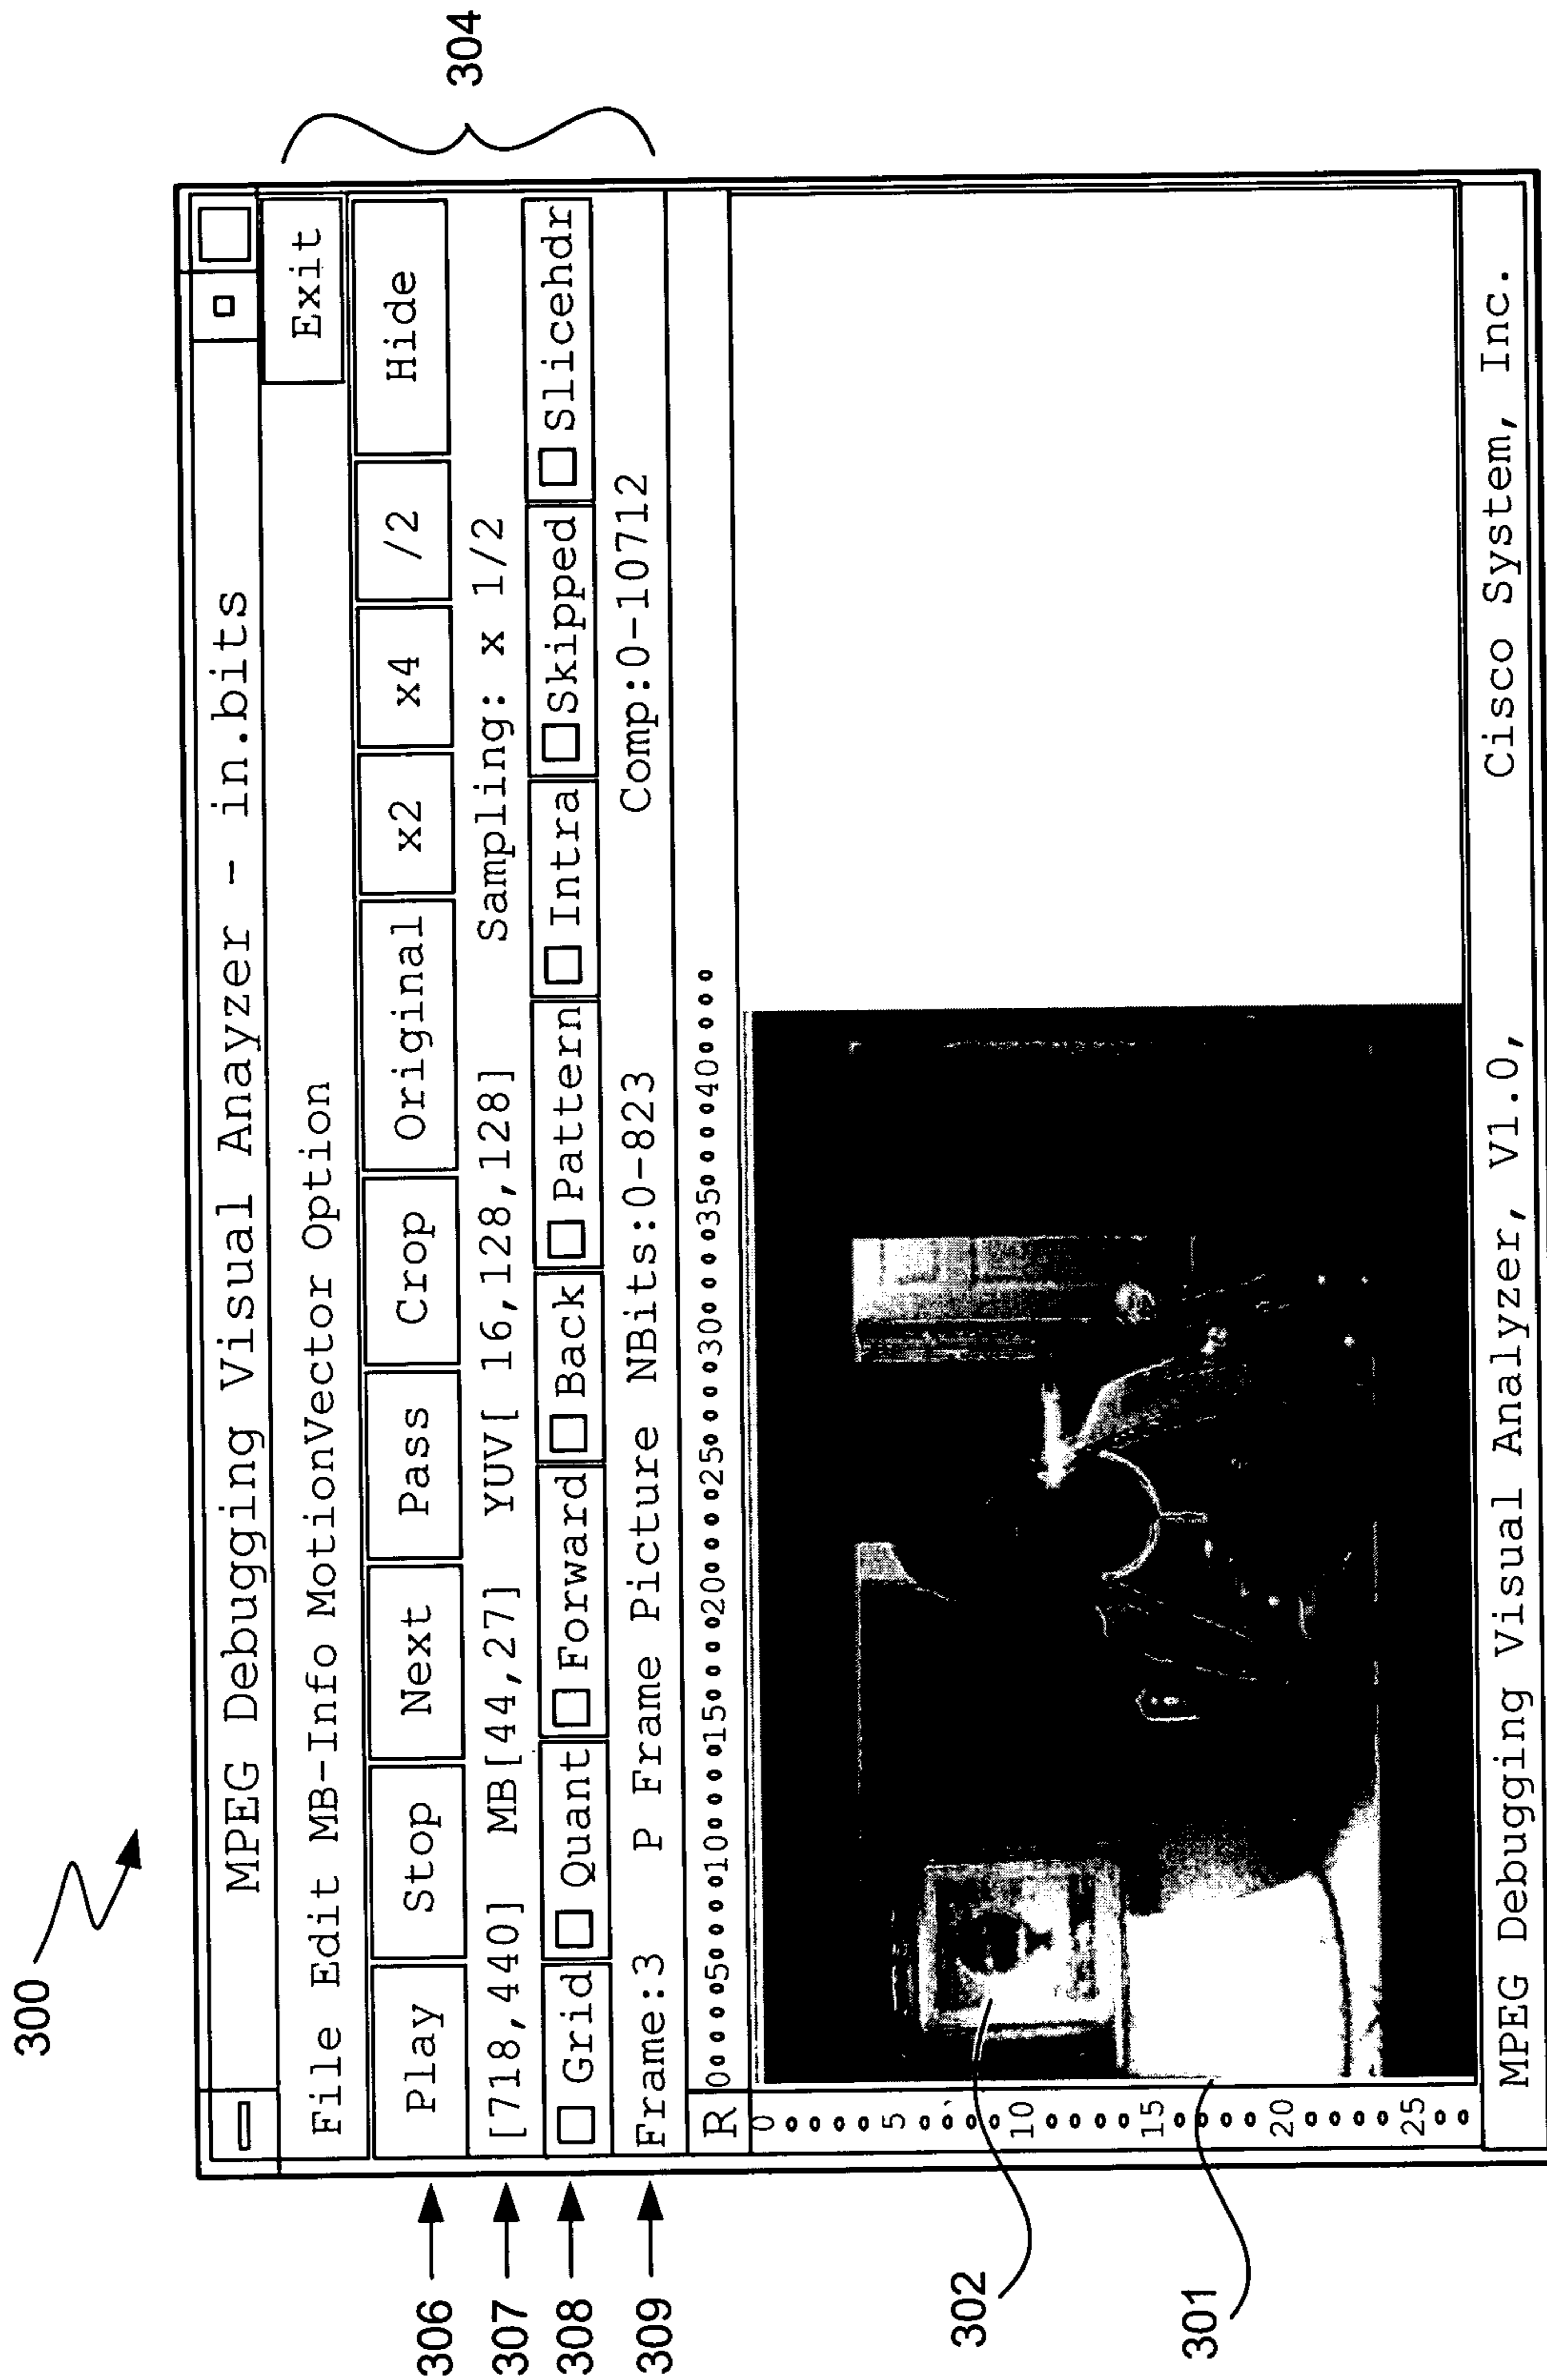 300
MPEG Debugging Visual Anayzer - in.bits
File Edit MB-Info MotionVector Option
Exit
304
306
Play Stop Next Pass Crop Original x2 x4 /2 Hide
307
[718,440] MB[44,27] YUV[ 16,128,128] Sampling: x 1/2
308
Grid Quant Forward Back Pattern Intra Skipped Slicehdr
309
Frame:3 P Frame Picture NBits:0-823 Comp:0-10712
R
0 5 10 15 20 25 30 35 40
0
5
10
15
20
25
302
301
MPEG Debugging Visual Analyzer, V1.0, Cisco System, Inc.